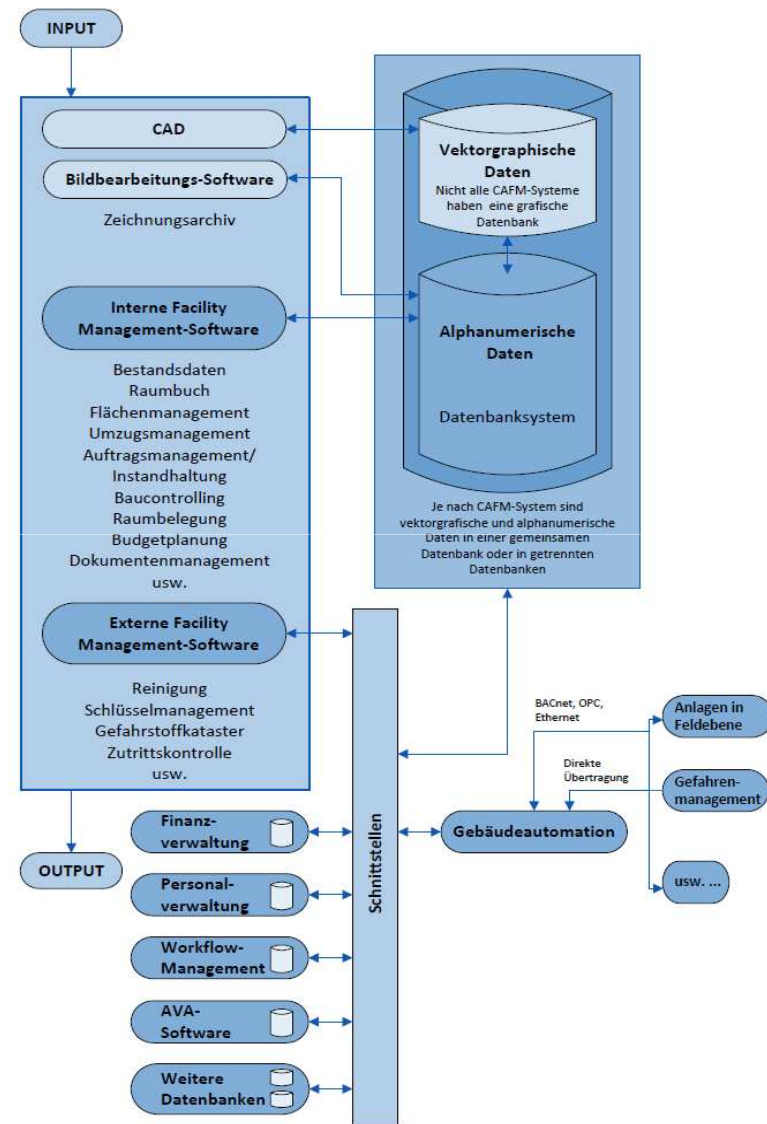 INPUT
CAD
Bildbearbeitungs-Software
Zeichnungsarchiv
Interne Facility
Management-Software
Bestandsdaten
Raumbuch
Flächenmanagement
Umzugsmanagement
Auftragsmanagement/
Instandhaltung
Baucontrolling
Raumbelegung
Budgetplanung
Dokumentenmanagement
usw.
Externe Facility
Management-Software
Reinigung
Schlüsselmanagement
Gefahrstoffkataster
Zutrittskontrolle
usw.
OUTPUT
Vektorgraphische
Daten
Nicht alle CAFM-Systeme
haben eine grafische
Datenbank
Alphanumerische
Daten
Datenbanksystem
Je nach CAFM-System sind
vektorgrafische und alphanumerische
Daten in einer gemeinsamen
Datenbank oder in getrennten
Datenbanken
Finanz-
verwaltung
Personal-
verwaltung
Workflow-
Management
AVA-
Software
Weitere
Datenbanken
Schnittstellen
BACnet, OPC,
Ethernet
Direkte
Übertragung
Gebäudeautomation
Anlagen in
Feldebene
Gefahren-
management
usw. ...